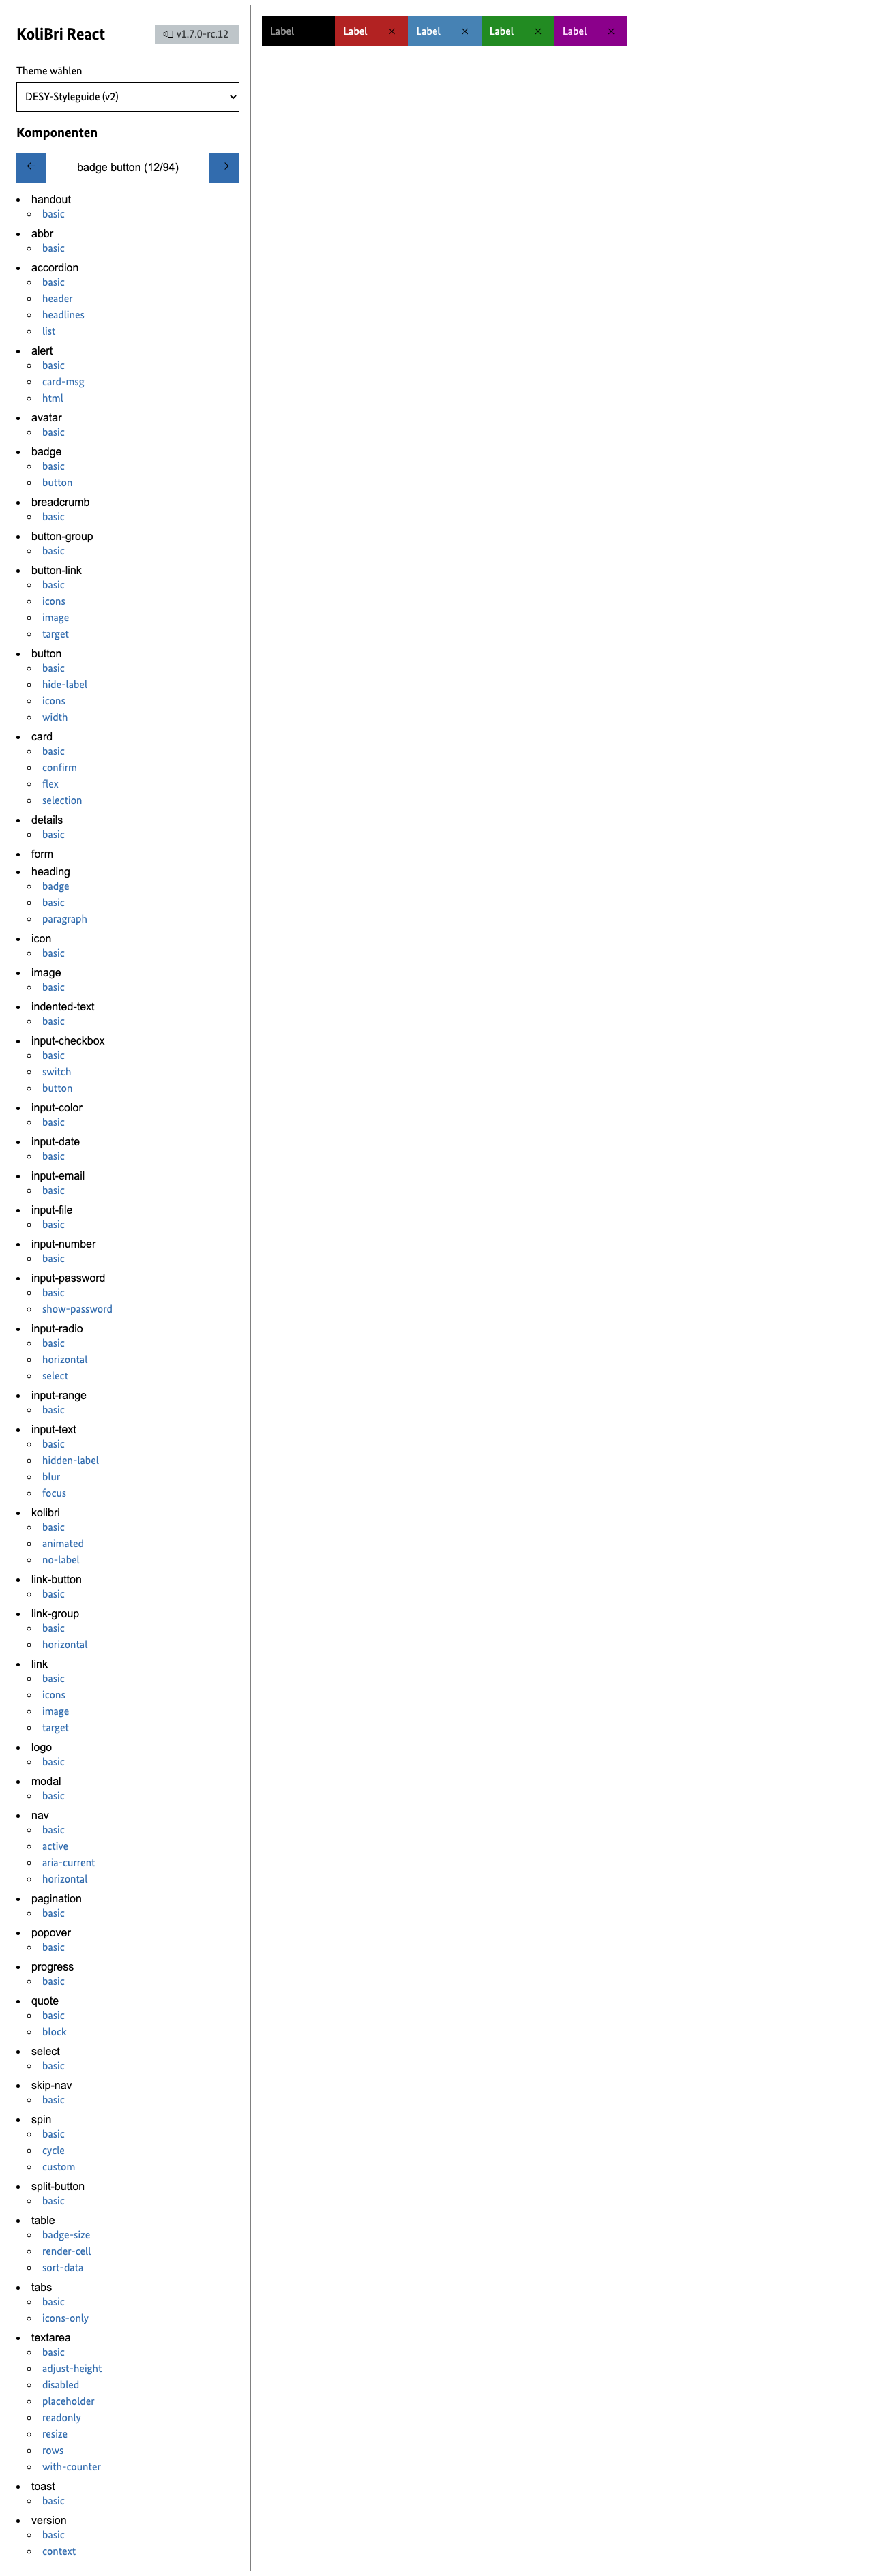 KoliBri React
v1.7.0-rc.12
Theme wählen
DESY-Styleguide (v2)
Komponenten
← badge button (12/94) →
handout
basic
abbr
basic
accordion
basic
header
headlines
list
alert
basic
card-msg
html
avatar
basic
badge
basic
button
breadcrumb
basic
button-group
basic
button-link
basic
icons
image
target
button
basic
hide-label
icons
width
card
basic
confirm
flex
selection
details
basic
form
heading
badge
basic
paragraph
icon
basic
image
basic
indented-text
basic
input-checkbox
basic
switch
button
input-color
basic
input-date
basic
input-email
basic
input-file
basic
input-number
basic
input-password
basic
show-password
input-radio
basic
horizontal
select
input-range
basic
input-text
basic
hidden-label
blur
focus
kolibri
basic
animated
no-label
link-button
basic
link-group
basic
horizontal
link
basic
icons
image
target
logo
basic
modal
basic
nav
basic
active
aria-current
horizontal
pagination
basic
popover
basic
progress
basic
quote
basic
block
select
basic
skip-nav
basic
spin
basic
cycle
custom
split-button
basic
table
badge-size
render-cell
sort-data
tabs
basic
icons-only
textarea
basic
adjust-height
disabled
placeholder
readonly
resize
rows
with-counter
toast
basic
version
basic
context
Label Label Label Label Label